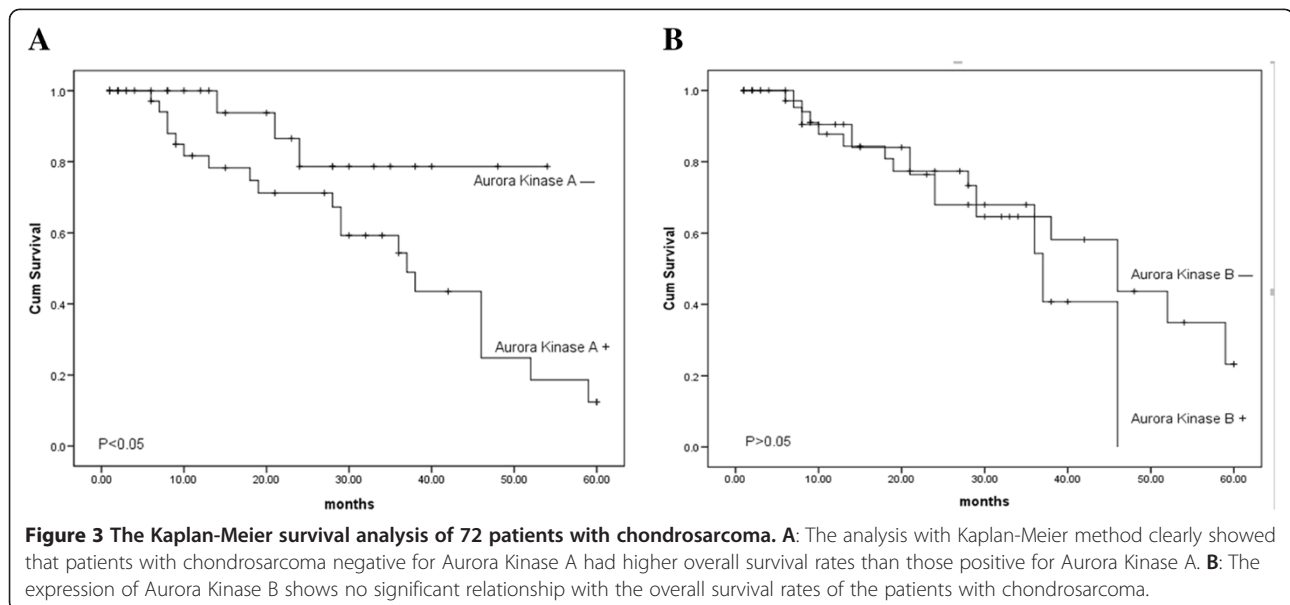 A
B
1.0
0.8
0.6
0.4
0.2
0.0
Cum Survival
Aurora Kinase A —
Aurora Kinase A +
P<0.05
0.00 10.00 20.00 30.00 40.00 50.00 60.00
months
1.0
0.8
0.6
0.4
0.2
0.0
Cum Survival
Aurora Kinase B —
Aurora Kinase B +
P>0.05
0.00 10.00 20.00 30.00 40.00 50.00 60.00
months
Figure 3 The Kaplan-Meier survival analysis of 72 patients with chondrosarcoma. A: The analysis with Kaplan-Meier method clearly showed
that patients with chondrosarcoma negative for Aurora Kinase A had higher overall survival rates than those positive for Aurora Kinase A. B: The
expression of Aurora Kinase B shows no significant relationship with the overall survival rates of the patients with chondrosarcoma.